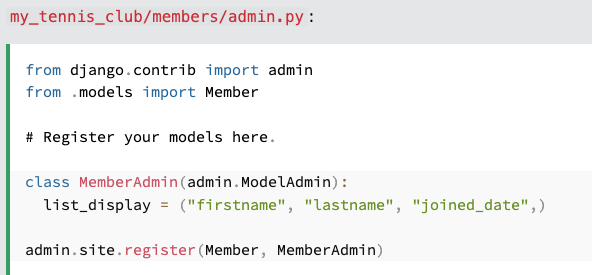 my_tennis_club/members/admin.py:
from django.contrib import admin
from .models import Member
# Register your models here.
class MemberAdmin(admin.ModelAdmin):
  list_display = ("firstname", "lastname", "joined_date",)
admin.site.register(Member, MemberAdmin)